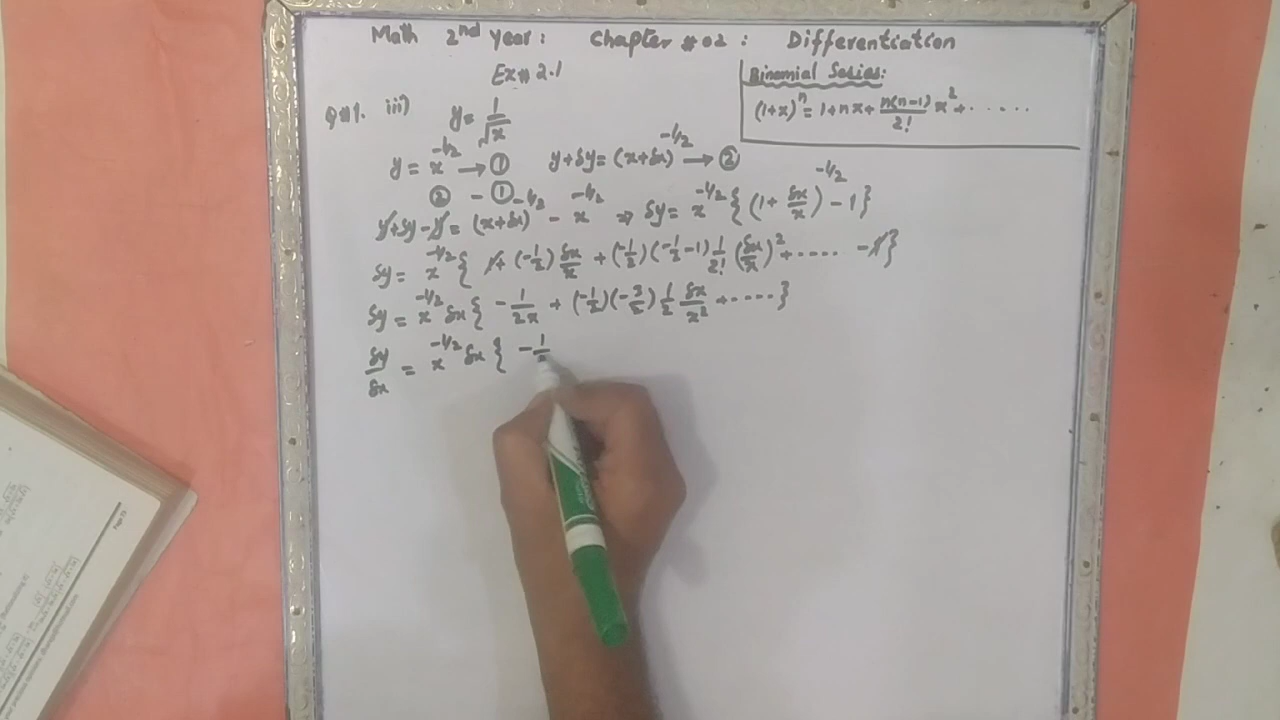 Math 2nd Year: Chapter # 02: Differentiation
Ex# 2.1
Binomial Series:
(1+x)^n = 1+nx+ n(n-1)/2! x^2 + ......
Q#1. iii) y= 1/√x
y = x^-1/2 → ① y+δy = (x+δx)^-1/2 → ②
② - ①
y+δy-y = (x+δx)^-1/2 - x^-1/2 ⇒ δy = x^-1/2 { (1+ δx/x)^-1/2 - 1 }
δy = x^-1/2 { 1 + (-1/2) δx/x + (-1/2)(-1/2-1) 1/2! (δx/x)^2 + ..... -1 }
δy = x^-1/2 δx { - 1/2x + (-1/2)(-3/2) 1/2 δx/x^2 + ---- }
δy/δx = x^-1/2 δx { - 1/
Page 79